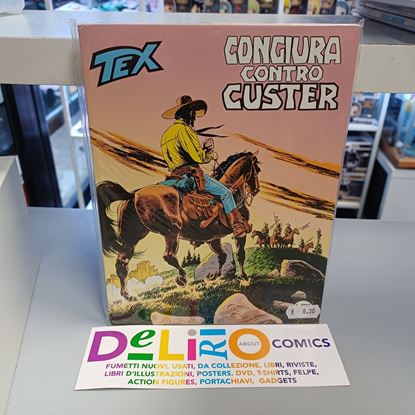 TEX
CONGIURA
CONTRO
CUSTER
€ 6.30
DELIRIO ABOUT COMICS
FUMETTI NUOVI, USATI, DA COLLEZIONE, LIBRI, RIVISTE,
LIBRI D'ILLUSTRAZIONI, POSTERS, DVD, T-SHIRTS, FELPE,
ACTION FIGURES, PORTACHIAVI, GADGETS